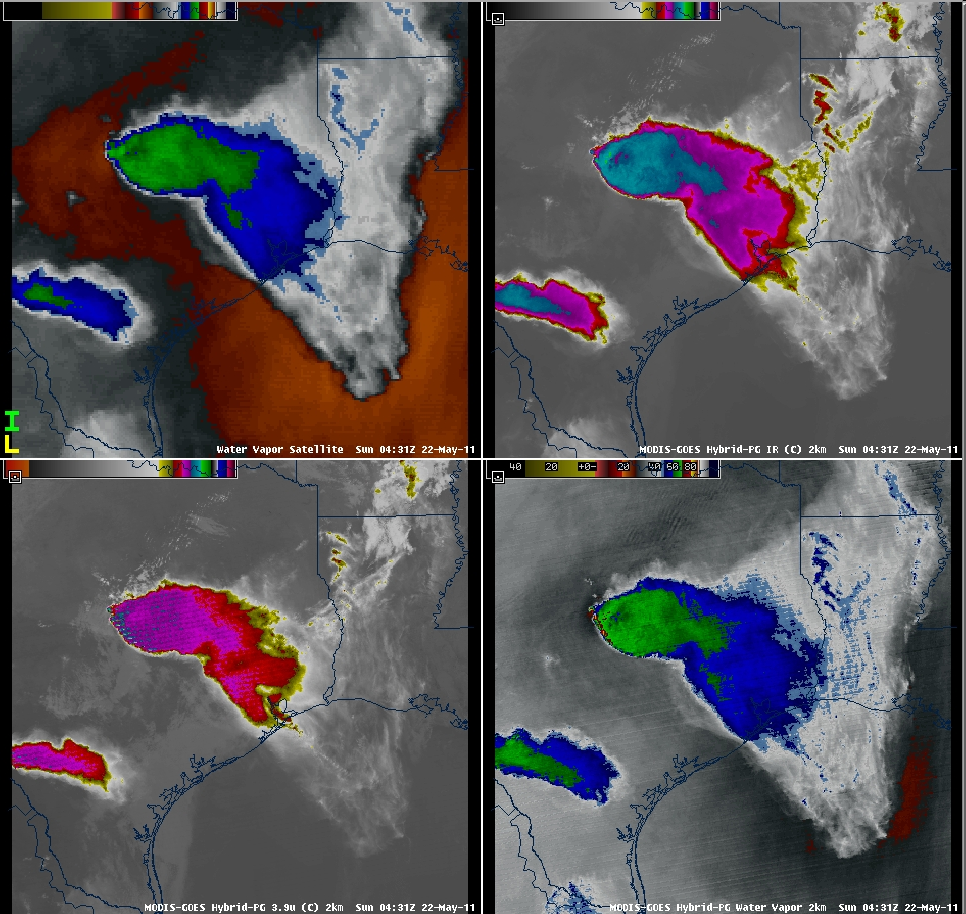 I
L
Water Vapor Satellite Sun 04:31Z 22-May-11
MODIS-GOES Hybrid-PG IR (C) 2km Sun 04:31Z 22-May-11
40 20 +0- 20 40 60 80
MODIS-GOES Hybrid-PG 3.9u (C) 2km Sun 04:31Z 22-May-11
MODIS-GOES Hybrid-PG Water Vapor 2km Sun 04:31Z 22-May-11